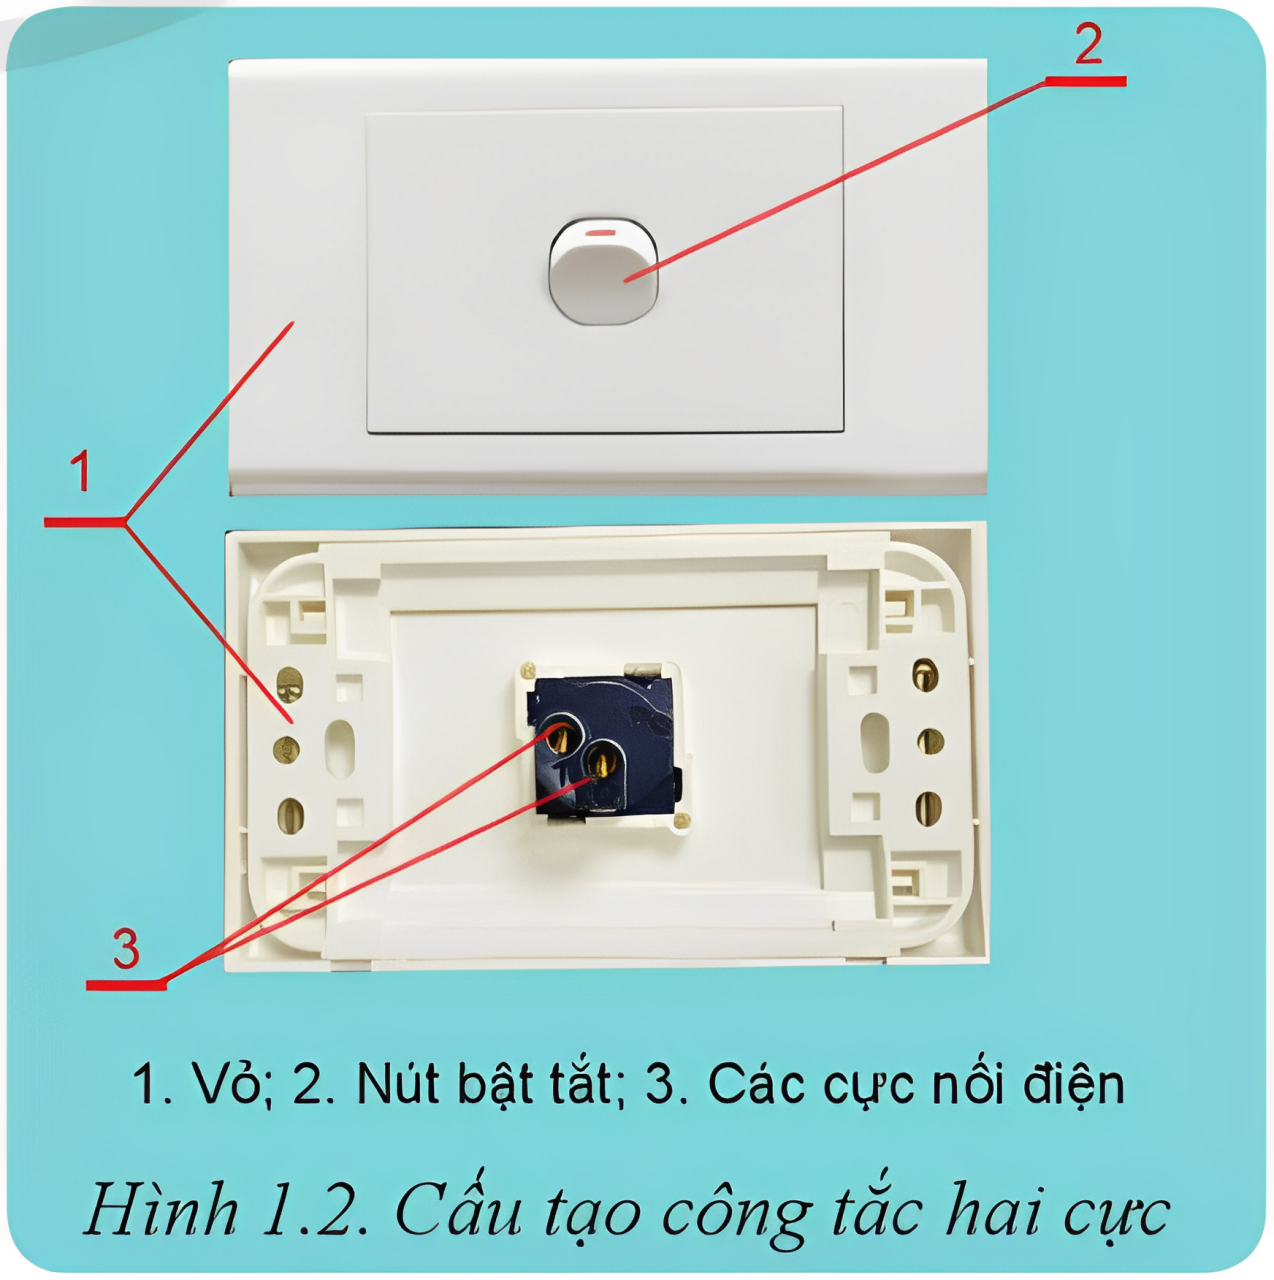 2
1
3
1. Vỏ; 2. Nút bật tắt; 3. Các cực nối điện
Hình 1.2. Cấu tạo công tắc hai cực